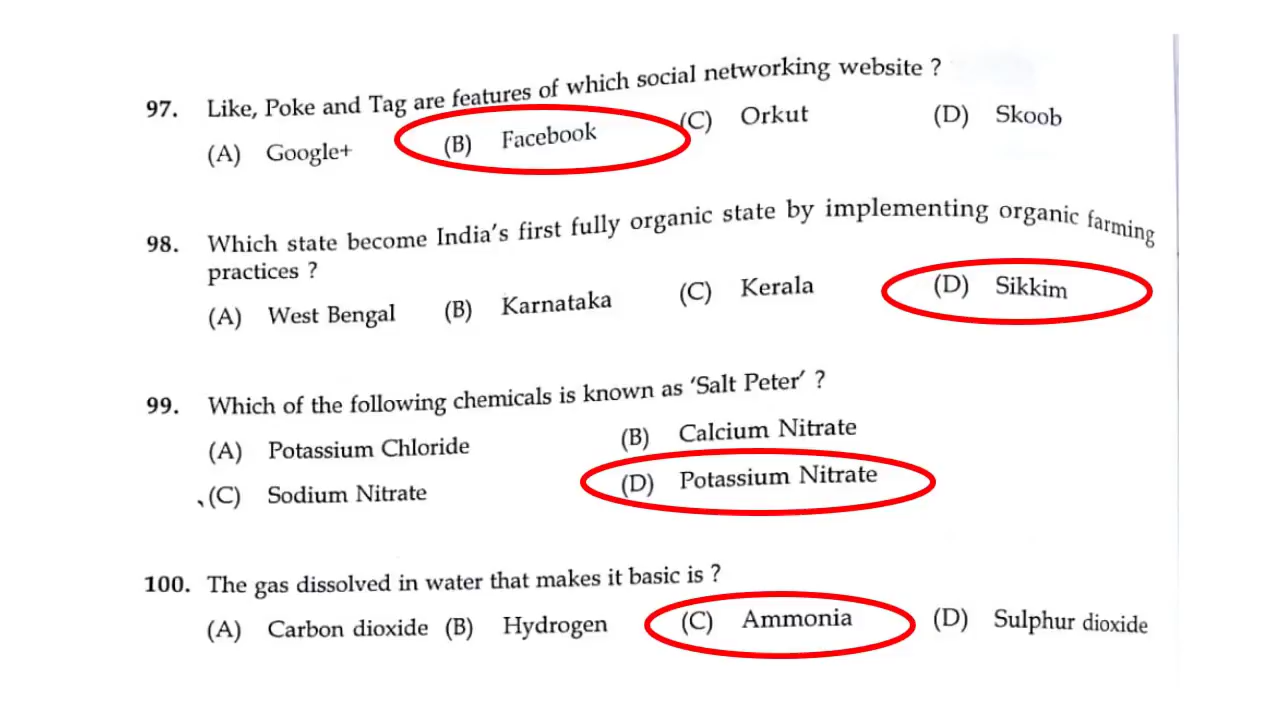 97. Like, Poke and Tag are features of which social networking website ?
(A) Google+ (B) Facebook (C) Orkut (D) Skoob
98. Which state become India's first fully organic state by implementing organic farming
practices ?
(A) West Bengal (B) Karnataka (C) Kerala (D) Sikkim
99. Which of the following chemicals is known as 'Salt Peter' ?
(A) Potassium Chloride (B) Calcium Nitrate
(C) Sodium Nitrate (D) Potassium Nitrate
100. The gas dissolved in water that makes it basic is ?
(A) Carbon dioxide (B) Hydrogen (C) Ammonia (D) Sulphur dioxide